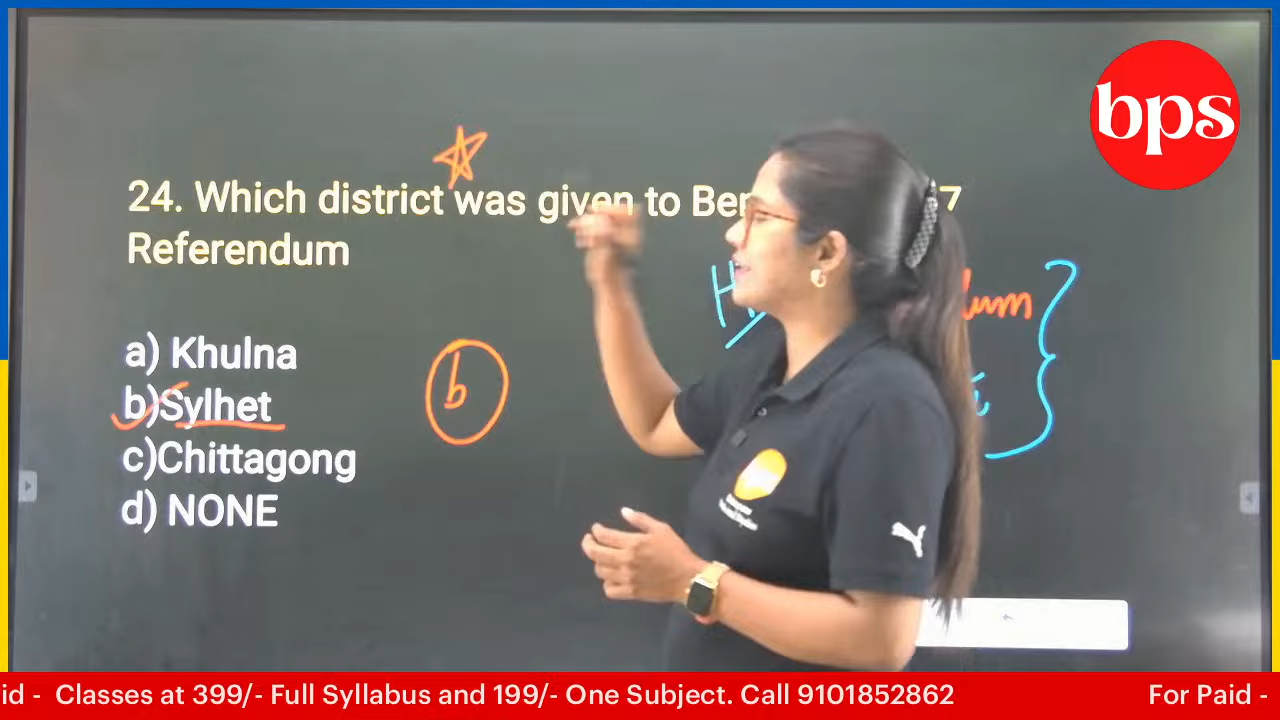 bps
24. Which district was given to 7
Referendum
a) Khulna
b)Sylhet
b
c)Chittagong
d) NONE
id - Classes at 399/- Full Syllabus and 199/- One Subject. Call 9101852862 For Paid -